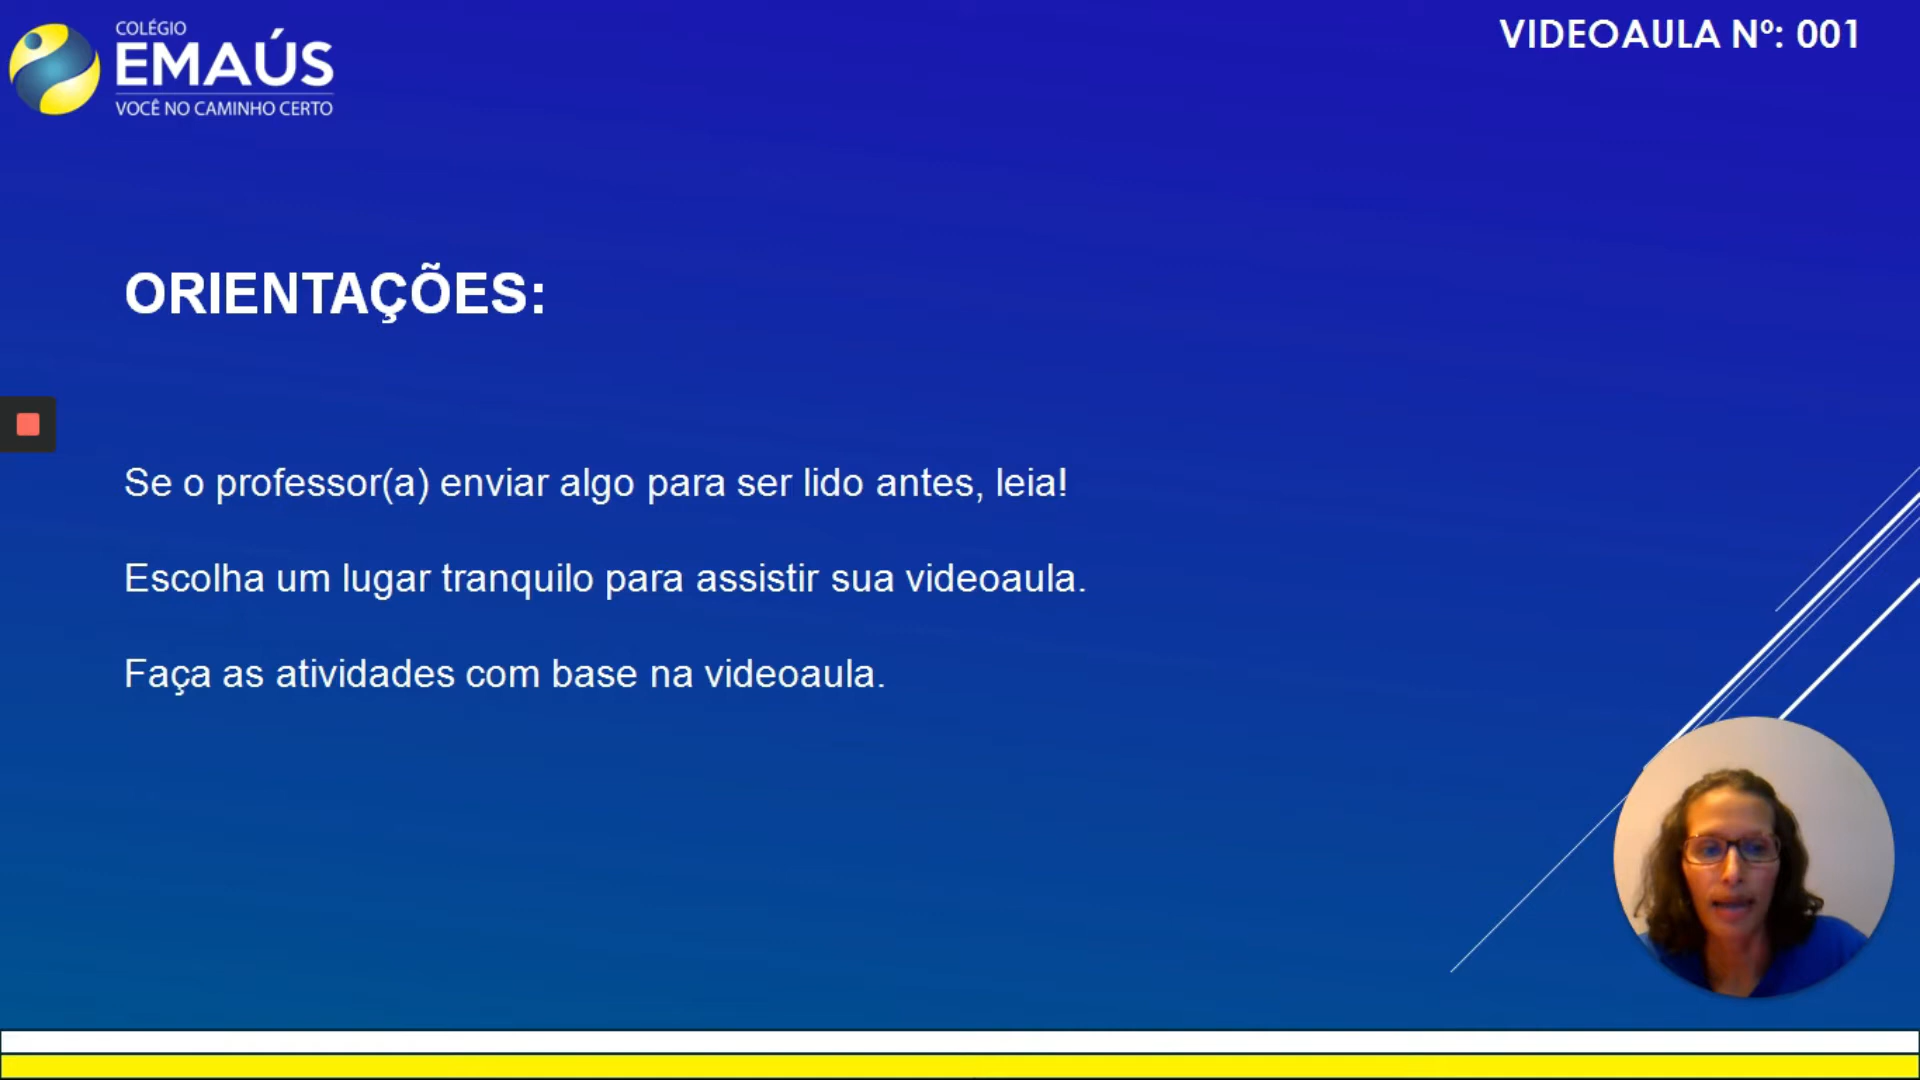 COLÉGIO
EMAÚS
VOCÊ NO CAMINHO CERTO
VIDEOAULA Nº: 001
ORIENTAÇÕES:
Se o professor(a) enviar algo para ser lido antes, leia!
Escolha um lugar tranquilo para assistir sua videoaula.
Faça as atividades com base na videoaula.